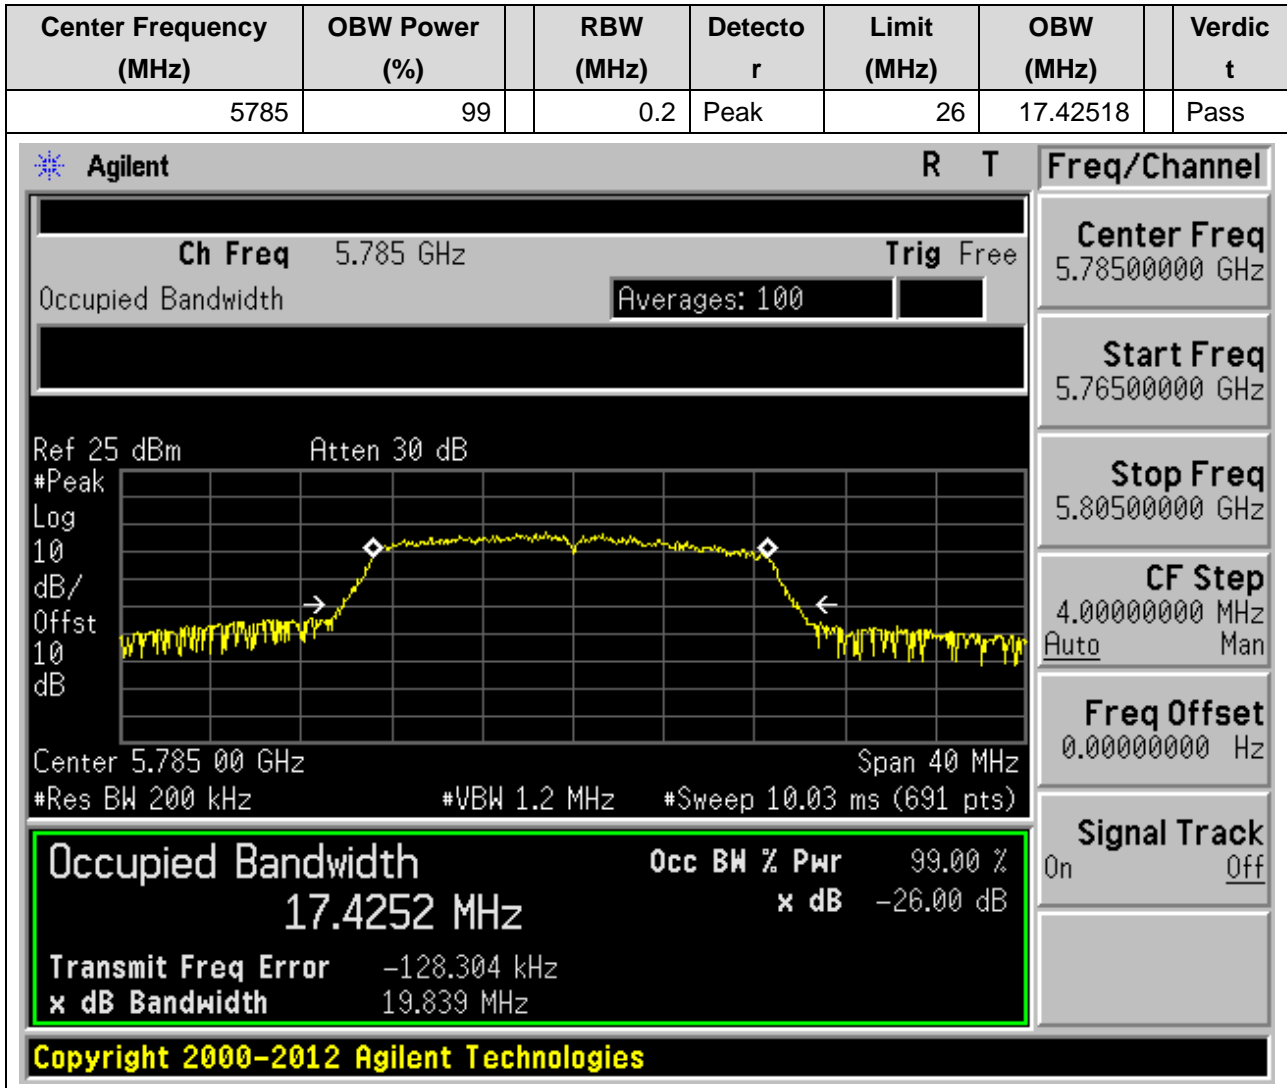 Center Frequency OBW Power RBW Detecto Limit OBW Verdic
(MHz) (%) (MHz) r (MHz) (MHz) t
5785 99 0.2 Peak 26 17.42518 Pass
Agilent R T Freq/Channel
Ch Freq 5.785 GHz Trig Free
Occupied Bandwidth Averages: 100
Center Freq
5.78500000 GHz
Start Freq
5.76500000 GHz
Stop Freq
5.80500000 GHz
CF Step
4.00000000 MHz
Auto Man
Freq Offset
0.00000000 Hz
Signal Track
On Off
Ref 25 dBm Atten 30 dB
#Peak
Log
10
dB/
Offst
10
dB
Center 5.785 00 GHz Span 40 MHz
#Res BW 200 kHz #VBW 1.2 MHz #Sweep 10.03 ms (691 pts)
Occupied Bandwidth Occ BW % Pwr 99.00 %
17.4252 MHz x dB -26.00 dB
Transmit Freq Error -128.304 kHz
x dB Bandwidth 19.839 MHz
Copyright 2000-2012 Agilent Technologies